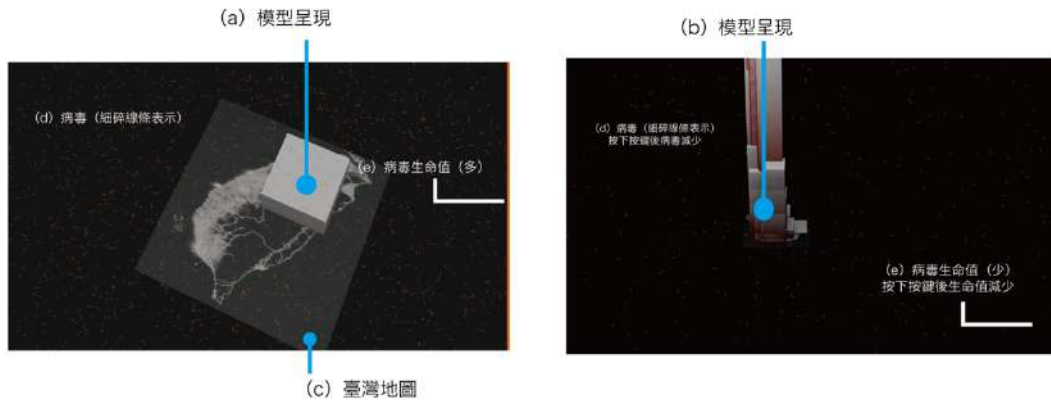 (a) 模型呈現
(d) 病毒(細碎線條表示)
(e) 病毒生命值(多)
(c) 臺灣地圖
(b) 模型呈現
(d) 病毒(細碎線條表示)
按下按鍵後病毒減少
(e) 病毒生命值(少)
按下按鍵後生命值減少